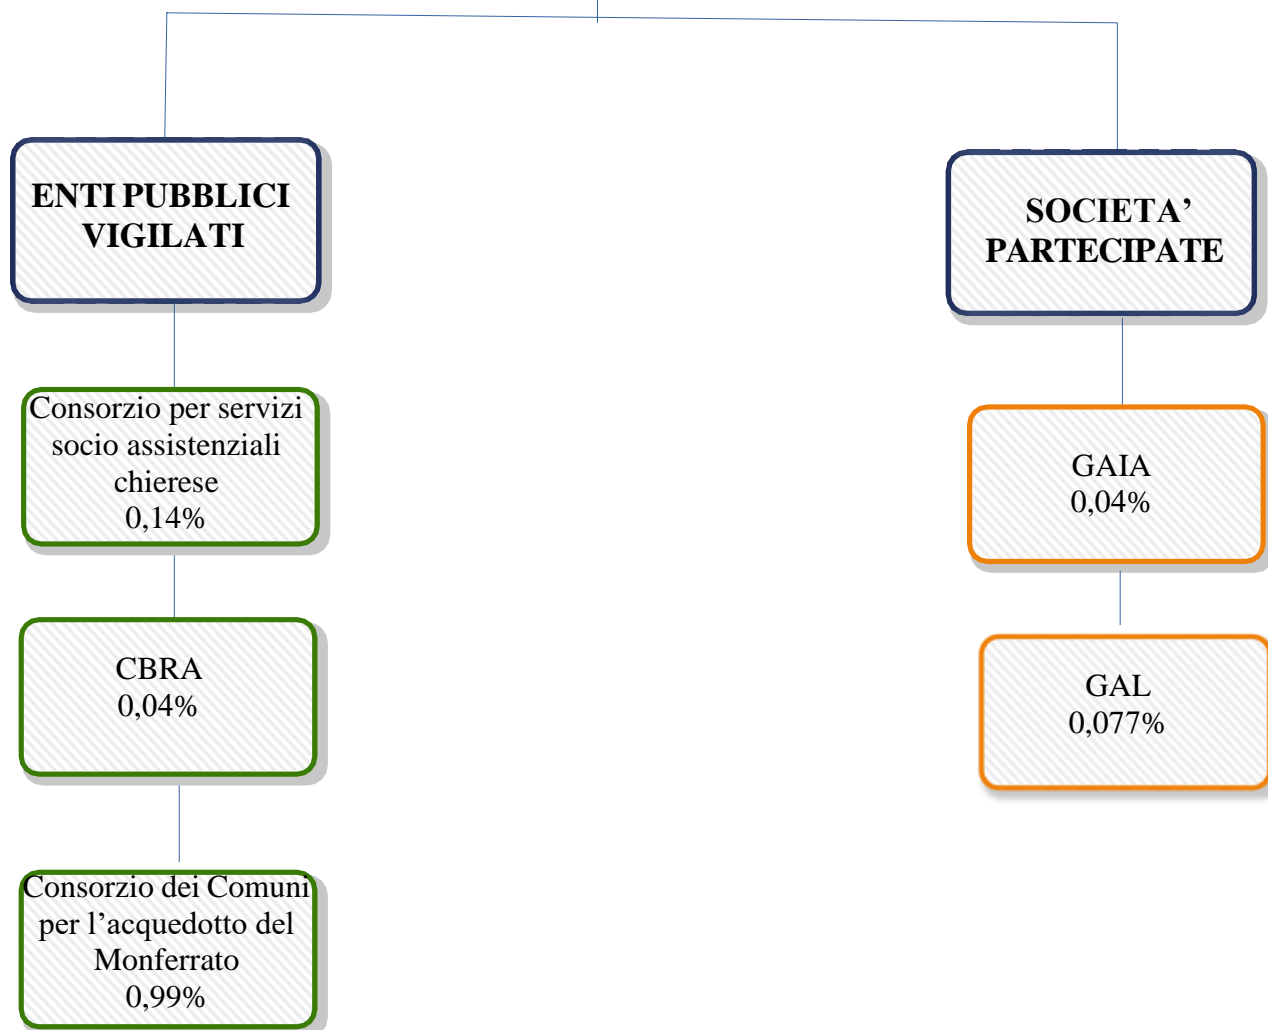 ENTI PUBBLICI
VIGILATI
Consorzio per servizi
socio assistenziali
chierese
0,14%
CBRA
0,04%
Consorzio dei Comuni
per l’acquedotto del
Monferrato
0,99%
SOCIETA’
PARTECIPATE
GAIA
0,04%
GAL
0,077%